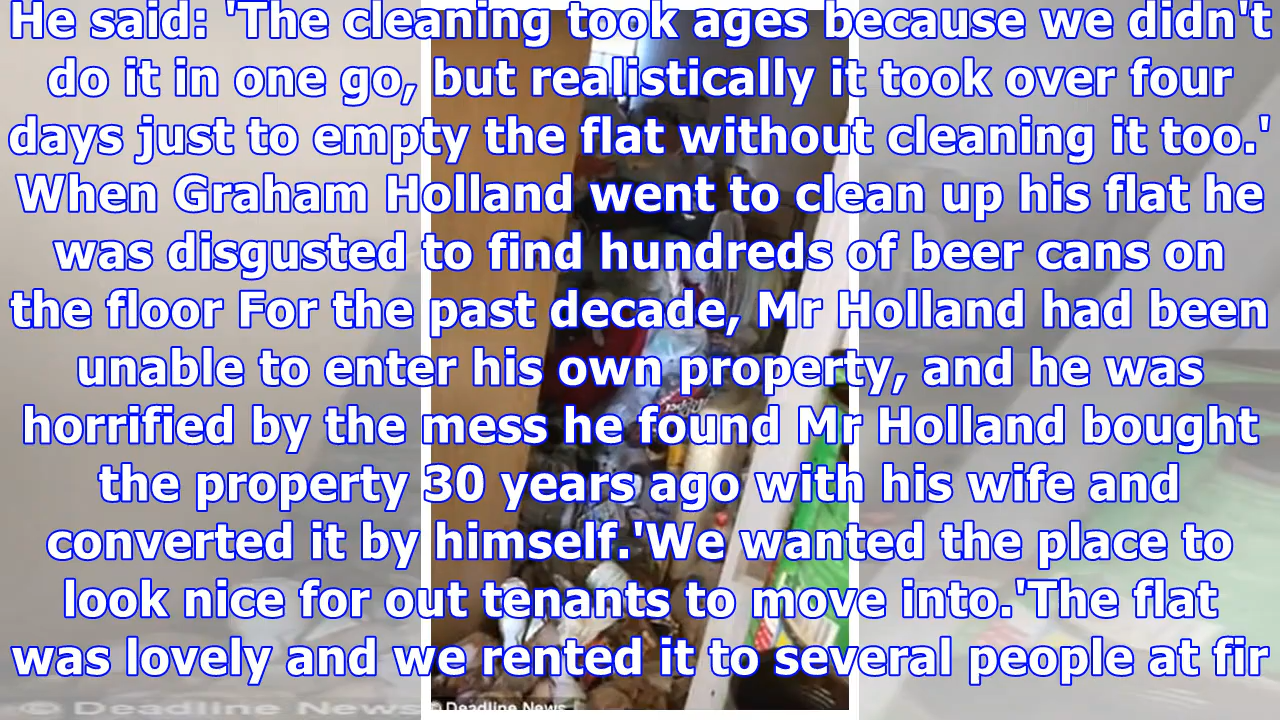 He said: 'The cleaning took ages because we didn't
do it in one go, but realistically it took over four
days just to empty the flat without cleaning it too.'
When Graham Holland went to clean up his flat he
was disgusted to find hundreds of beer cans on
the floor For the past decade, Mr Holland had been
unable to enter his own property, and he was
horrified by the mess he found Mr Holland bought
the property 30 years ago with his wife and
converted it by himself.'We wanted the place to
look nice for out tenants to move into.'The flat
was lovely and we rented it to several people at fir
© Deadline News
© Deadline News